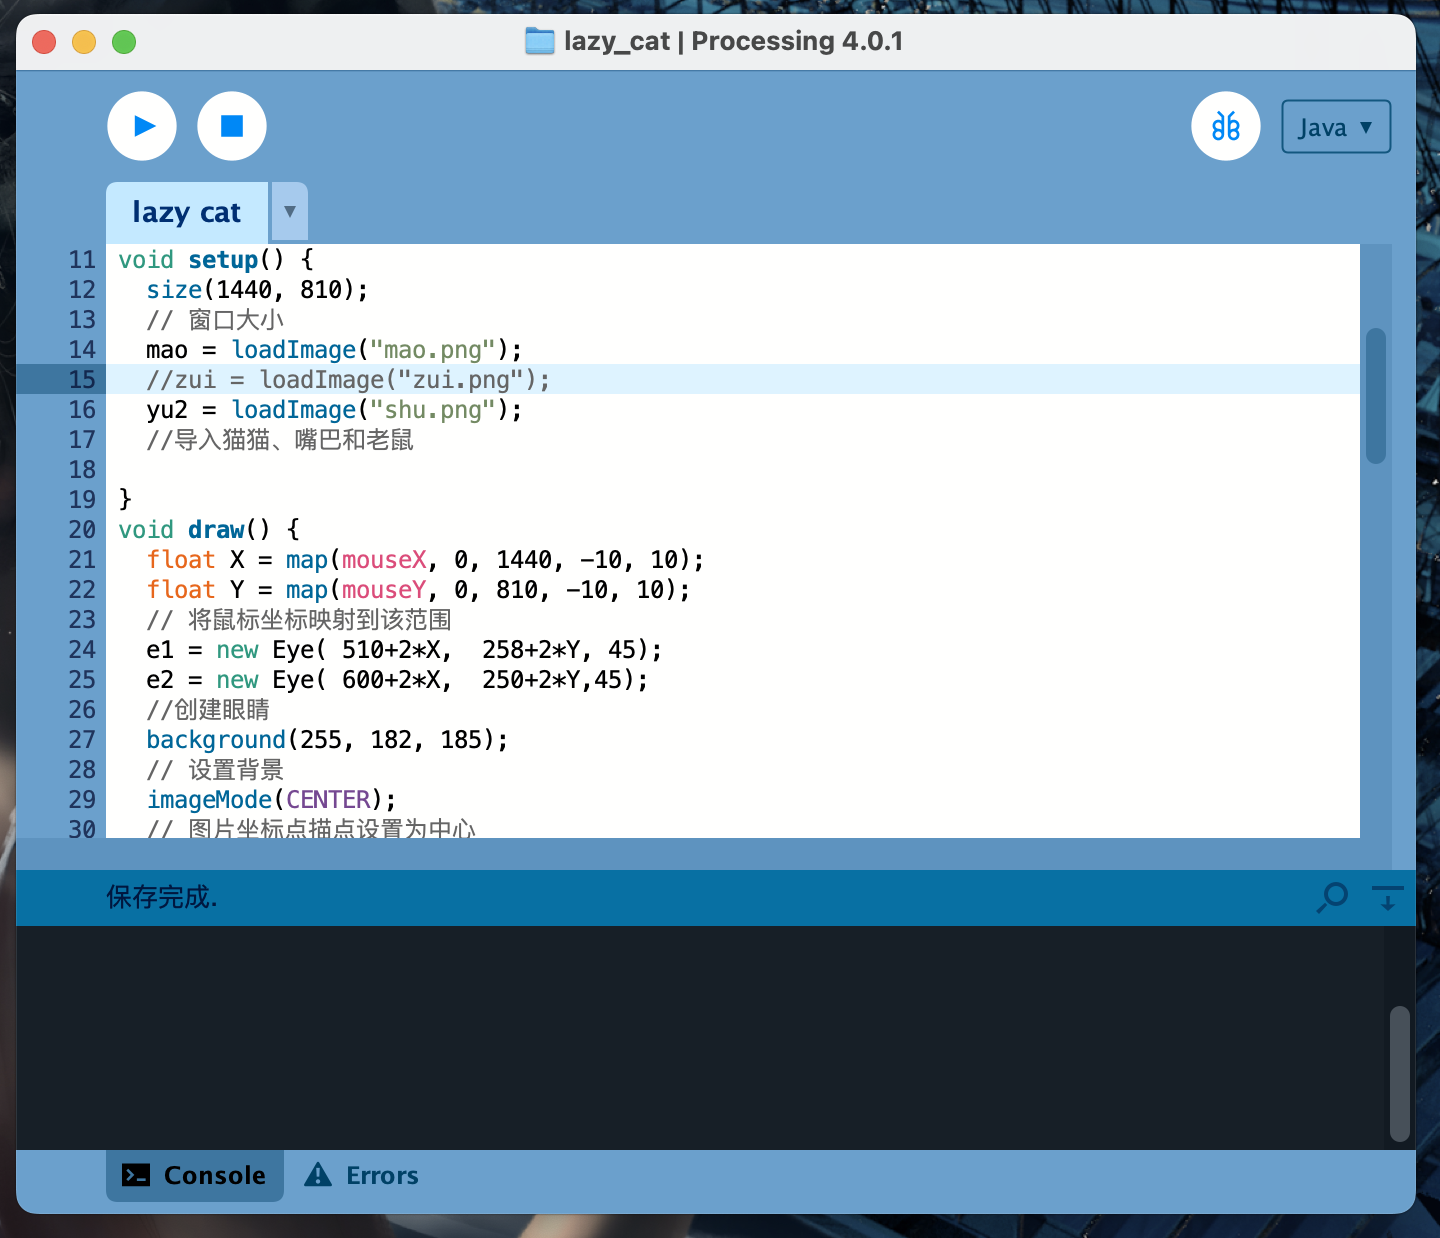 lazy_cat | Processing 4.0.1
Java ▼
lazy cat ▼
11 void setup() {
12   size(1440, 810);
13   // 窗口大小
14   mao = loadImage("mao.png");
15   //zui = loadImage("zui.png");
16   yu2 = loadImage("shu.png");
17   //导入猫猫、嘴巴和老鼠
18
19 }
20 void draw() {
21   float X = map(mouseX, 0, 1440, -10, 10);
22   float Y = map(mouseY, 0, 810, -10, 10);
23   // 将鼠标坐标映射到该范围
24   e1 = new Eye( 510+2*X,  258+2*Y, 45);
25   e2 = new Eye( 600+2*X,  250+2*Y,45);
26   //创建眼睛
27   background(255, 182, 185);
28   // 设置背景
29   imageMode(CENTER);
30   // 图片坐标点描点设置为中心
保存完成.
Console
Errors